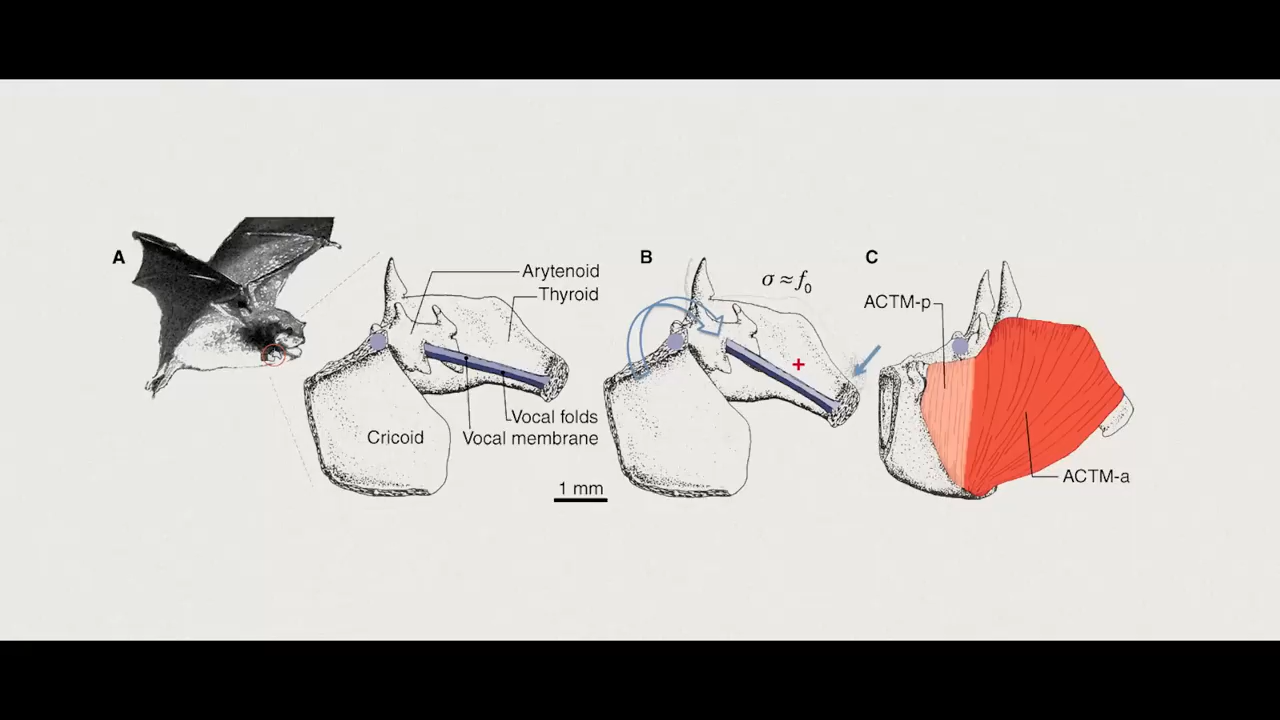 A
Arytenoid
Thyroid
Vocal folds
Vocal membrane
Cricoid
1 mm
B
σ ≈ f₀
+
C
ACTM-p
ACTM-a